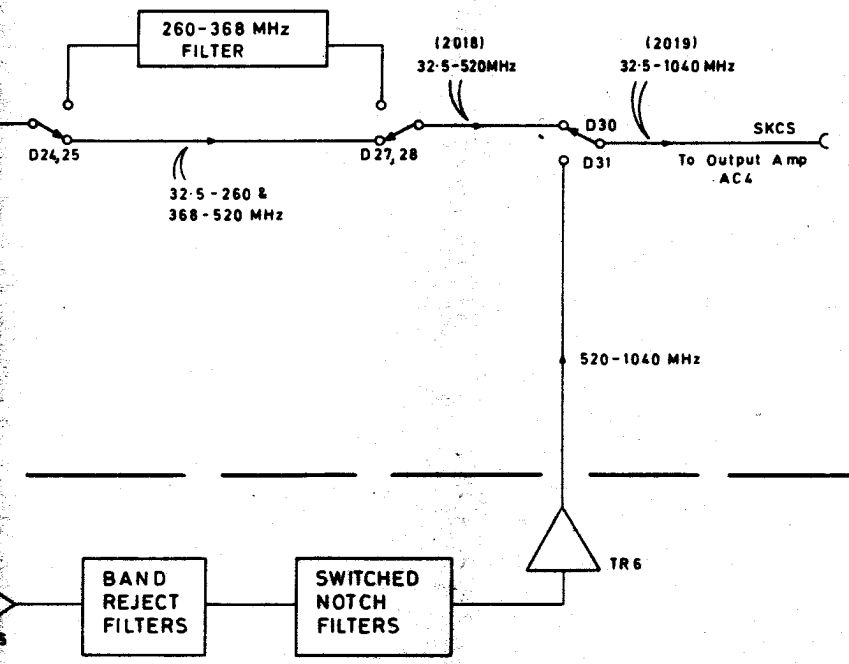 260-368 MHz
FILTER
(2018)
32·5-520MHz
(2019)
32·5-1040MHz
D24,25
D27,28
D30
D31
SKCS
To Output Amp
AC4
32·5-260 &
368-520 MHz
520-1040 MHz
TR6
BAND
REJECT
FILTERS
SWITCHED
NOTCH
FILTERS